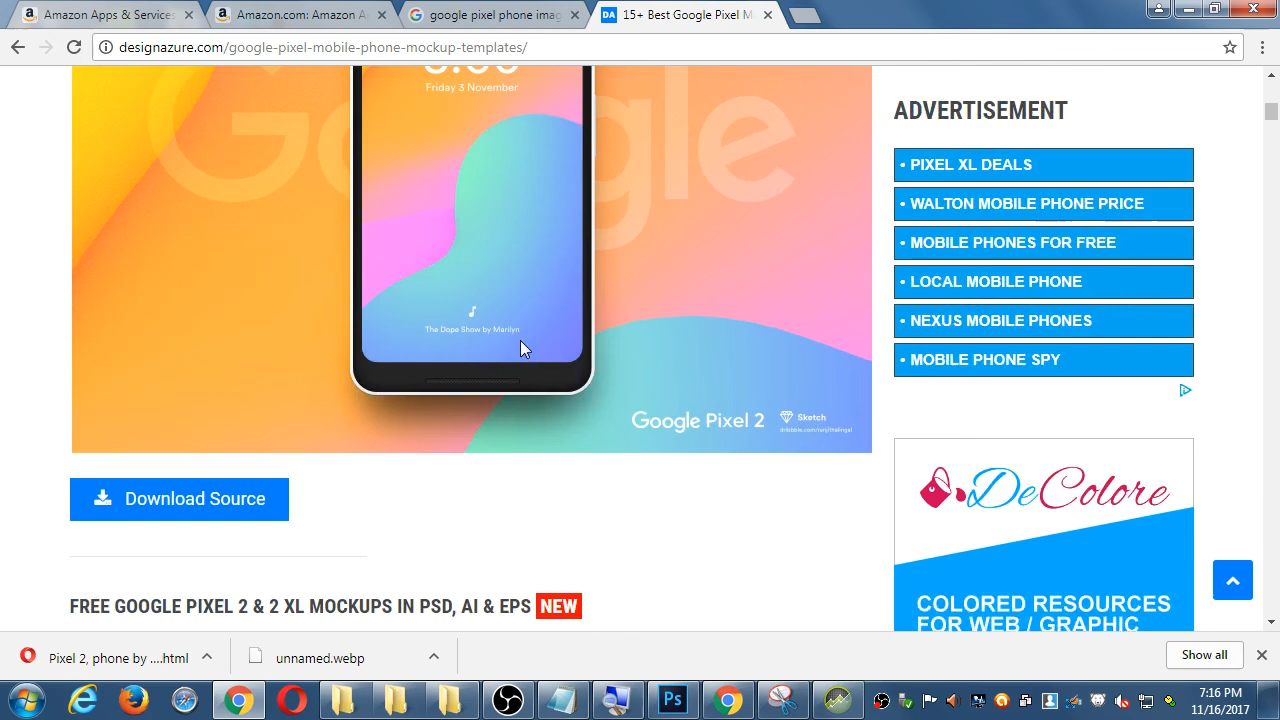 Amazon Apps & Services
Amazon.com: Amazon Ap
google pixel phone imag
15+ Best Google Pixel M
designazure.com/google-pixel-mobile-phone-mockup-templates/
Google
Friday 3 November
The Dope Show by Marilyn
Google Pixel 2
Sketch
Download Source
FREE GOOGLE PIXEL 2 & 2 XL MOCKUPS IN PSD, AI & EPS NEW
ADVERTISEMENT
• PIXEL XL DEALS
• WALTON MOBILE PHONE PRICE
• MOBILE PHONES FOR FREE
• LOCAL MOBILE PHONE
• NEXUS MOBILE PHONES
• MOBILE PHONE SPY
DeColore
COLORED RESOURCES
FOR WEB / GRAPHIC
Pixel 2, phone by ....html
unnamed.webp
Show all
Ps
7:16 PM
11/16/2017